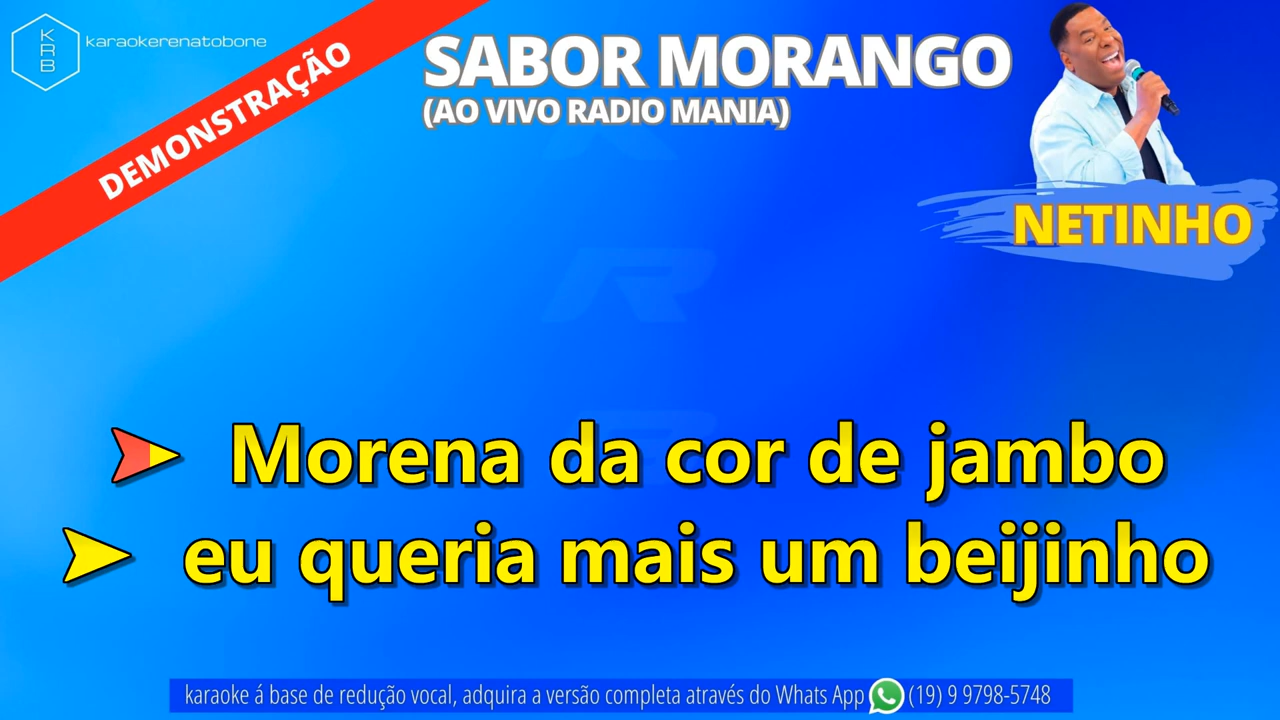 KRB
karaokerenatobone
DEMONSTRAÇÃO
SABOR MORANGO
(AO VIVO RADIO MANIA)
NETINHO
Morena da cor de jambo
eu queria mais um beijinho
karaoke á base de redução vocal, adquira a versão completa através do Whats App (19) 9 9798-5748